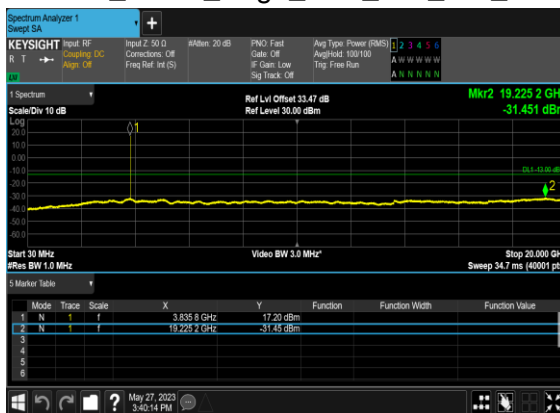 Spectrum Analyzer 1
Swept SA
KEYSIGHT
R T
LXI
Input: RF
Coupling: DC
Align: Off
Input Z: 50 Ω
Corrections: Off
Freq Ref: Int (S)
#Atten: 20 dB
PNO: Fast
Gate: Off
IF Gain: Low
Sig Track: Off
Avg Type: Power (RMS)
Avg|Hold: 100/100
Trig: Free Run
1 2 3 4 5 6
A W W W W W
A N N N N N
1 Spectrum
Scale/Div 10 dB
Ref Lvl Offset 33.47 dB
Ref Level 30.00 dBm
Mkr2 19.225 2 GH
-31.451 dBr
Log
20.0
10.0
0.00
-10.0
-20.0
-30.0
-40.0
-50.0
-60.0
1
DL1 -13.00 dB
2
Start 30 MHz
#Res BW 1.0 MHz
Video BW 3.0 MHz*
Stop 20.000 GH
Sweep 34.7 ms (40001 pt
5 Marker Table
Mode Trace Scale X Y Function Function Width Function Value
1 N 1 f 3.835 8 GHz 17.20 dBm
2 N 1 f 19.225 2 GHz -31.45 dBm
3
4
5
6
?
May 27, 2023
3:40:14 PM